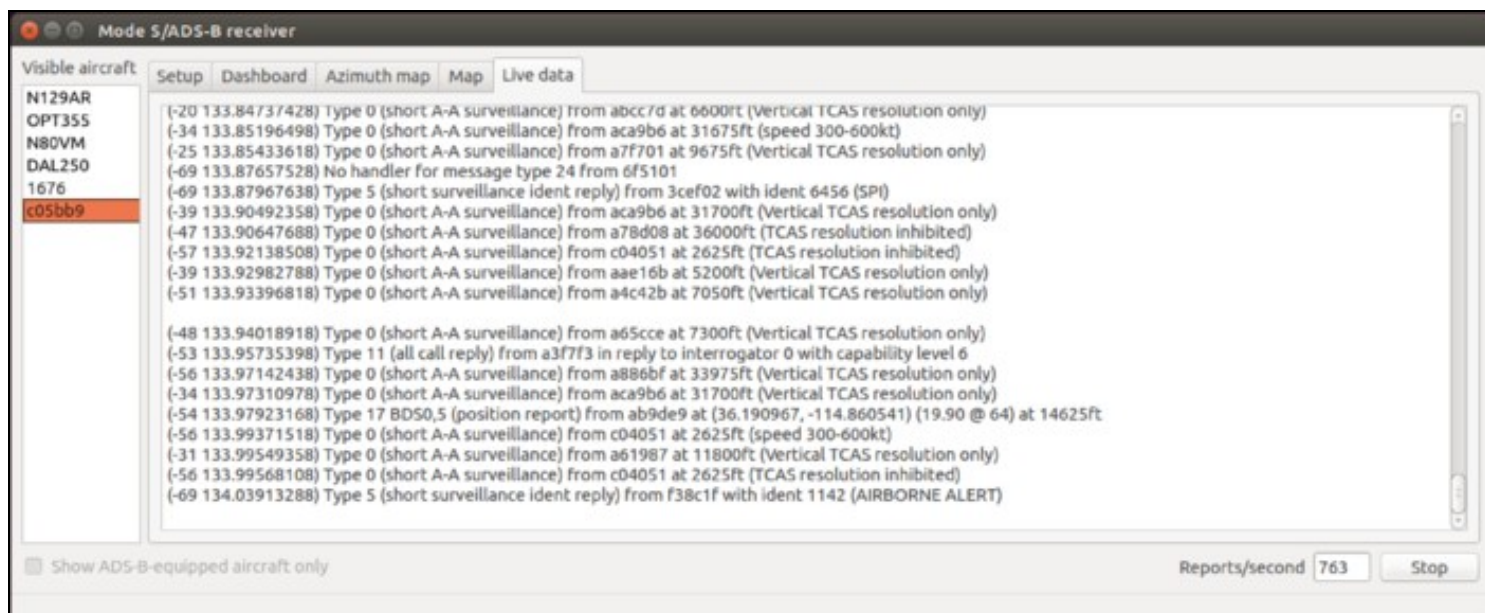 Mode S/ADS-B receiver
Visible aircraft
Setup Dashboard Azimuth map Map Live data
N129AR
OPT355
N80VM
DAL250
1676
c05bb9
(-20 133.84737428) Type 0 (short A-A surveillance) from abcc7d at 6600ft (Vertical TCAS resolution only)
(-34 133.85196498) Type 0 (short A-A surveillance) from aca9b6 at 31675ft (speed 300-600kt)
(-25 133.85433618) Type 0 (short A-A surveillance) from a7f701 at 9675ft (Vertical TCAS resolution only)
(-69 133.87657528) No handler for message type 24 from 6f5101
(-69 133.87967638) Type 5 (short surveillance ident reply) from 3cef02 with ident 6456 (SPI)
(-39 133.90492358) Type 0 (short A-A surveillance) from aca9b6 at 31700ft (Vertical TCAS resolution only)
(-47 133.90647688) Type 0 (short A-A surveillance) from a78d08 at 36000ft (TCAS resolution inhibited)
(-57 133.92138508) Type 0 (short A-A surveillance) from c04051 at 2625ft (TCAS resolution inhibited)
(-39 133.92982788) Type 0 (short A-A surveillance) from aae16b at 5200ft (Vertical TCAS resolution only)
(-51 133.93396818) Type 0 (short A-A surveillance) from a4c42b at 7050ft (Vertical TCAS resolution only)
(-48 133.94018918) Type 0 (short A-A surveillance) from a65cce at 7300ft (Vertical TCAS resolution only)
(-53 133.95735398) Type 11 (all call reply) from a3f7f3 in reply to interrogator 0 with capability level 6
(-56 133.97142438) Type 0 (short A-A surveillance) from a886bf at 33975ft (Vertical TCAS resolution only)
(-34 133.97310978) Type 0 (short A-A surveillance) from aca9b6 at 31700ft (Vertical TCAS resolution only)
(-54 133.97923168) Type 17 BDS0,5 (position report) from ab9de9 at (36.190967, -114.860541) (19.90 @ 64) at 14625ft
(-56 133.99371518) Type 0 (short A-A surveillance) from c04051 at 2625ft (speed 300-600kt)
(-31 133.99549358) Type 0 (short A-A surveillance) from a61987 at 11800ft (Vertical TCAS resolution only)
(-56 133.99568108) Type 0 (short A-A surveillance) from c04051 at 2625ft (TCAS resolution inhibited)
(-69 134.03913288) Type 5 (short surveillance ident reply) from f38c1f with ident 1142 (AIRBORNE ALERT)
Show ADS-B-equipped aircraft only
Reports/second 763 Stop